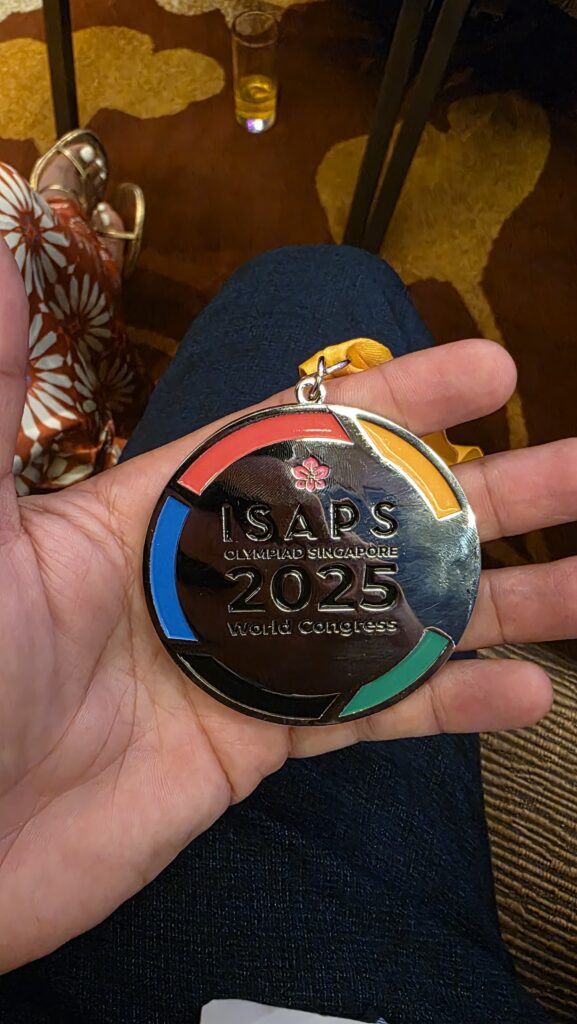 ISAPS
OLYMPIAD SINGAPORE
2025
World Congress